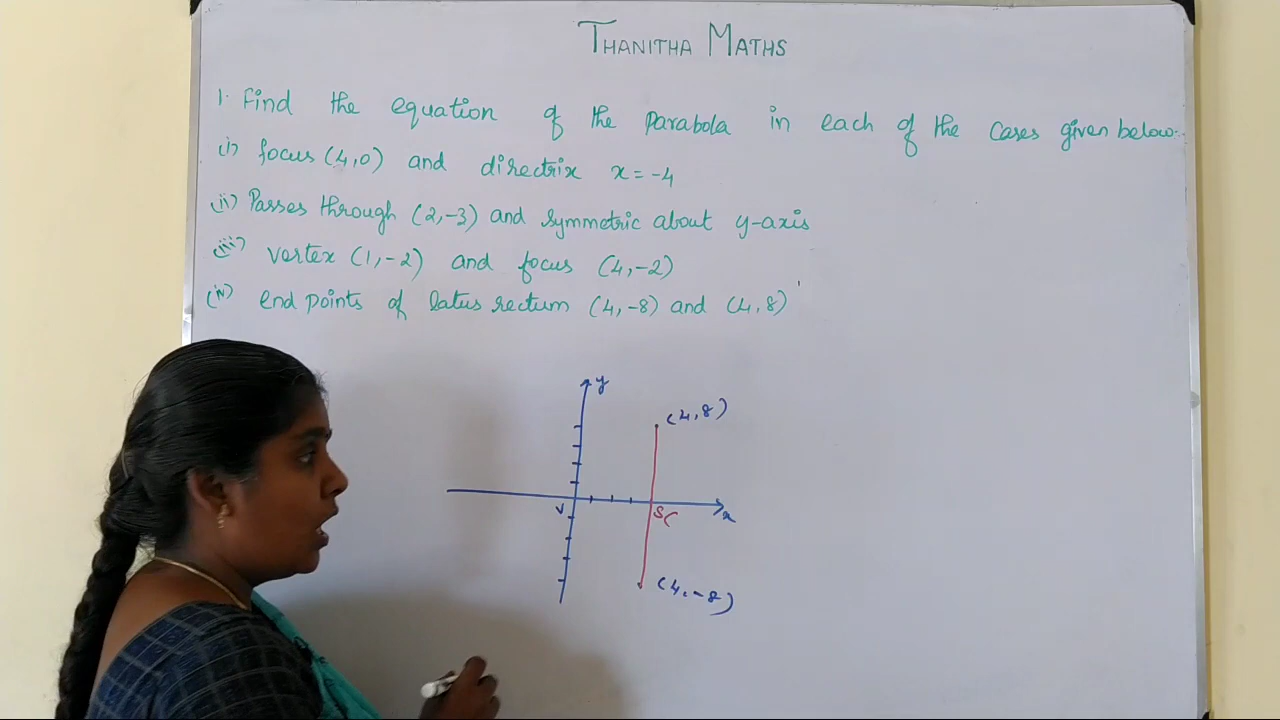 THANITHA MATHS
1. Find the equation of the Parabola in each of the cases given below:
(i) focus (4,0) and directrix x = -4
(ii) Passes through (2,-3) and symmetric about y-axis
(iii) vertex (1,-2) and focus (4,-2)
(iv) end points of latus rectum (4,-8) and (4,8)
y
(4,8)
V
S(
x
(4,-8)